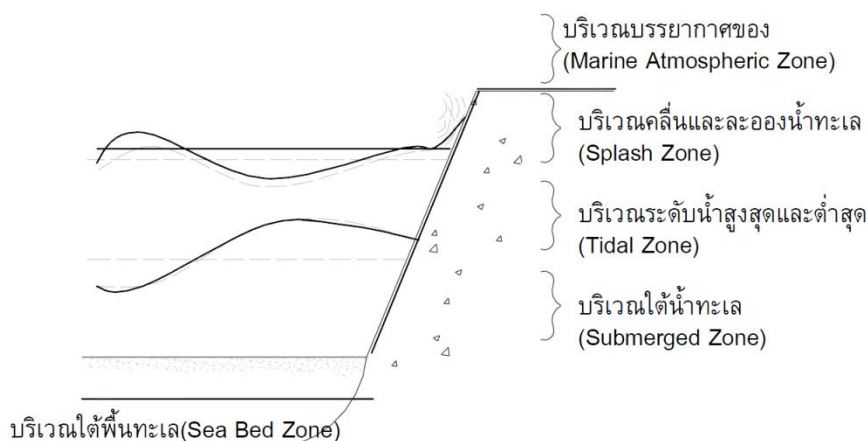 บริเวณบรรยากาศของ
(Marine Atmospheric Zone)
บริเวณคลื่นและละอองน้ำทะเล
(Splash Zone)
บริเวณระดับน้ำสูงสุดและต่ำสุด
(Tidal Zone)
บริเวณใต้น้ำทะเล
(Submerged Zone)
บริเวณใต้พื้นทะเล(Sea Bed Zone)